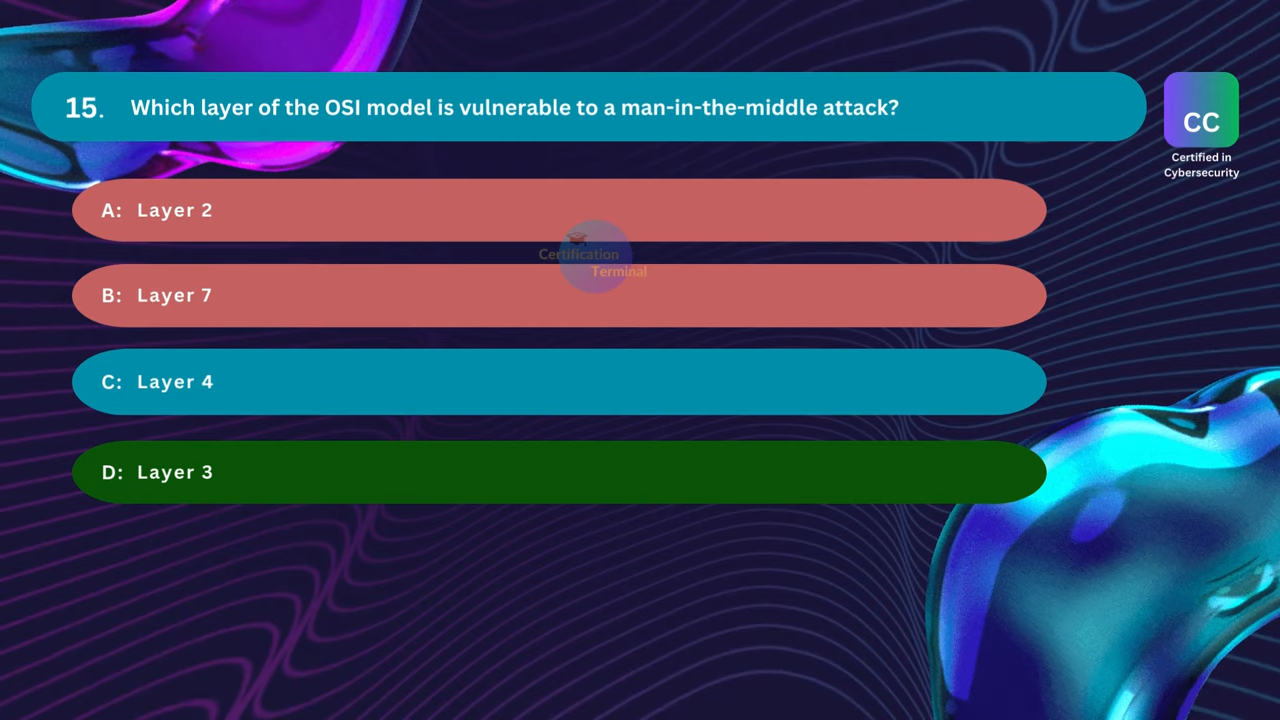 15. Which layer of the OSI model is vulnerable to a man-in-the-middle attack?
CC
Certified in
Cybersecurity
A: Layer 2
Certification
Terminal
B: Layer 7
C: Layer 4
D: Layer 3